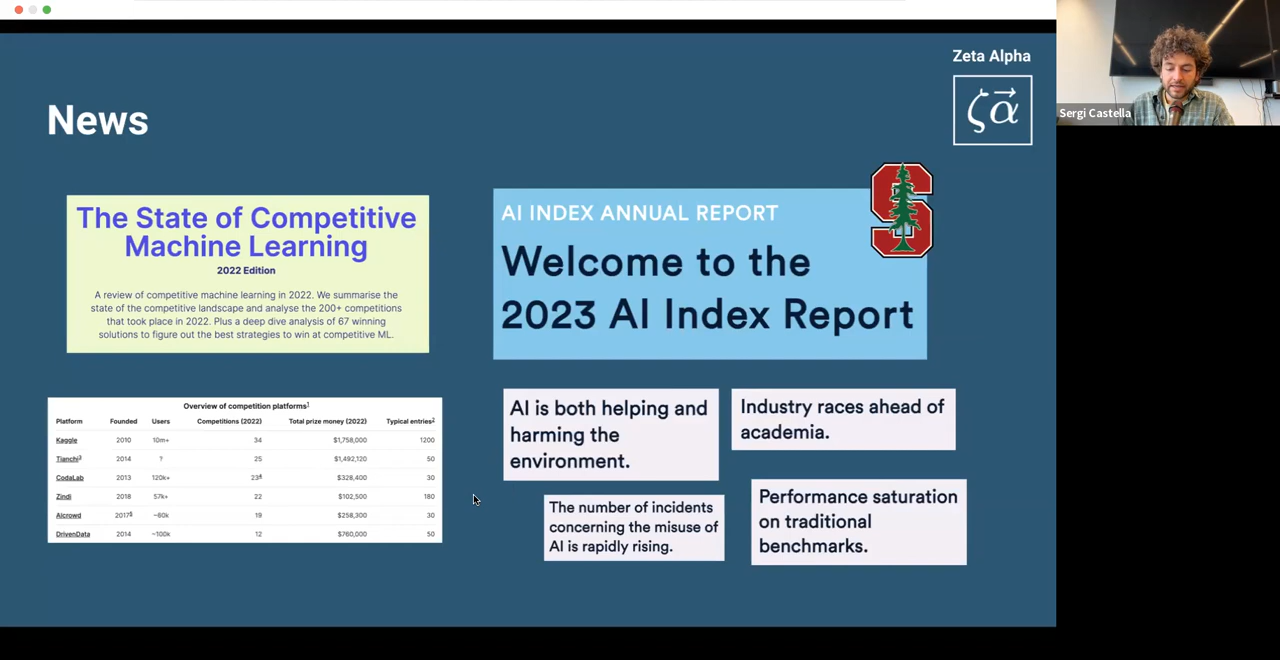 Zeta Alpha
ζα
Sergi Castella
News
The State of Competitive
Machine Learning
2022 Edition
A review of competitive machine learning in 2022. We summarise the
state of the competitive landscape and analyse the 200+ competitions
that took place in 2022. Plus a deep dive analysis of 67 winning
solutions to figure out the best strategies to win at competitive ML.
AI INDEX ANNUAL REPORT
Welcome to the
2023 AI Index Report
S
Overview of competition platforms1
Platform Founded Users Competitions (2022) Total prize money (2022) Typical entries2
Kaggle 2010 10m+ 34 $1,758,000 1200
Tianchi3 2014 ? 25 $1,492,120 50
CodaLab 2013 120k+ 234 $328,400 30
Zindi 2018 57k+ 22 $102,500 180
AIcrowd 20175 ~60k 19 $258,300 30
DrivenData 2014 ~100k 12 $760,000 50
AI is both helping and
harming the
environment.
Industry races ahead of
academia.
The number of incidents
concerning the misuse of
AI is rapidly rising.
Performance saturation
on traditional
benchmarks.